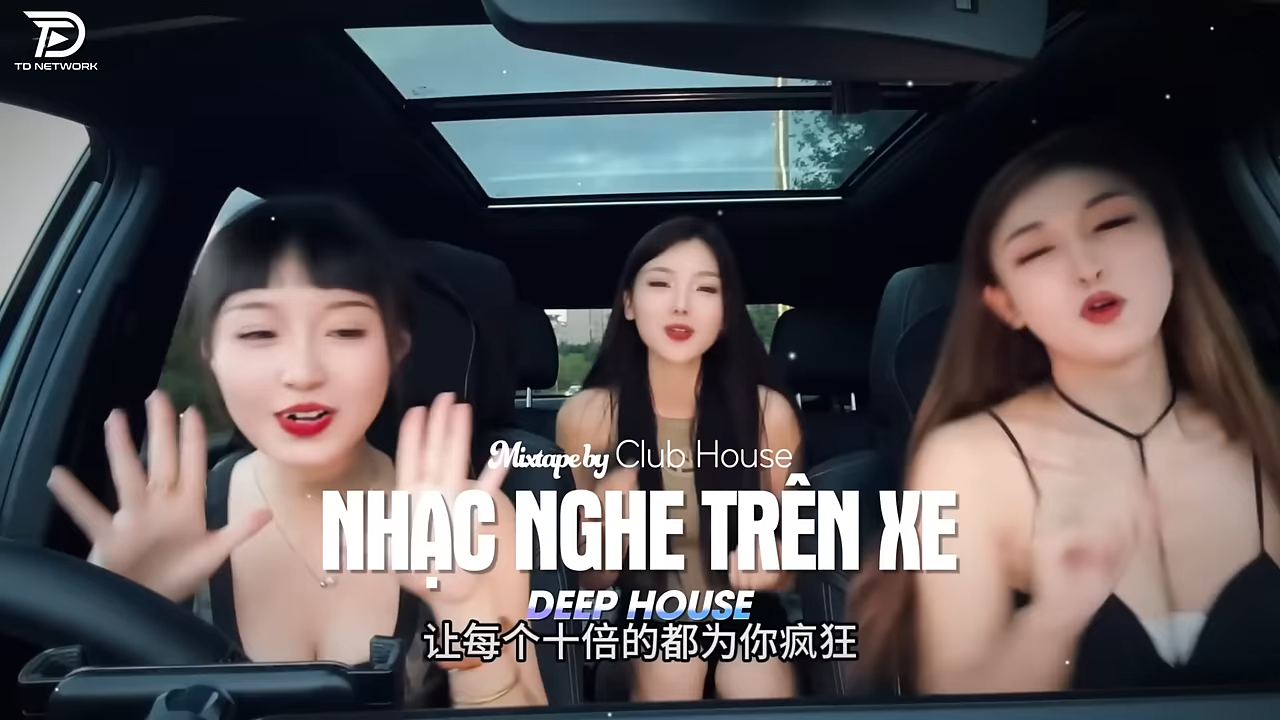 TD NETWORK
Mixtape by Club House
NHẠC NGHE TRÊN XE
DEEP HOUSE
让每个十倍的都为你疯狂